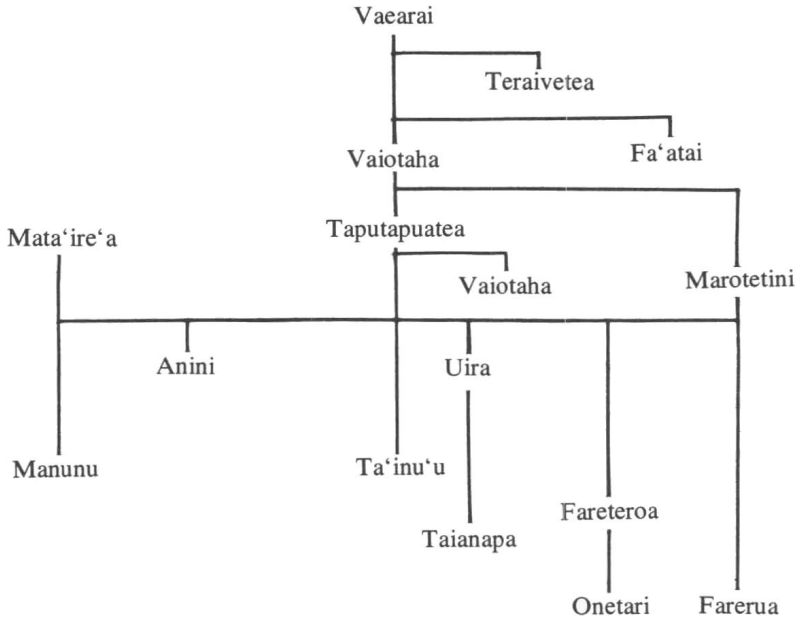 Vaearai
Teraivetea
Vaiotaha
Fa‘atai
Mata‘ire‘a
Taputapuatea
Vaiotaha
Marotetini
Anini
Uira
Manunu
Ta‘inu‘u
Fareteroa
Taianapa
Onetari
Farerua